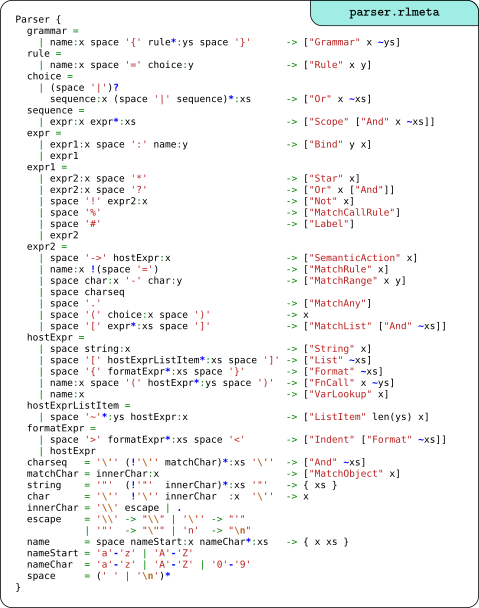 parser.rlmeta
Parser {
  grammar =
    | name:x space '{' rule*:ys space '}'      -> ["Grammar" x ~ys]
  rule =
    | name:x space '=' choice:y                -> ["Rule" x y]
  choice =
    | (space '|')?
      sequence:x (space '|' sequence)*:xs      -> ["Or" x ~xs]
  sequence =
    | expr:x expr*:xs                          -> ["Scope" ["And" x ~xs]]
  expr =
    | expr1:x space ':' name:y                 -> ["Bind" y x]
    | expr1
  expr1 =
    | expr2:x space '*'                        -> ["Star" x]
    | expr2:x space '?'                        -> ["Or" x ["And"]]
    | space '!' expr2:x                        -> ["Not" x]
    | space '%'                                -> ["MatchCallRule"]
    | space '#'                                -> ["Label"]
    | expr2
  expr2 =
    | space '->' hostExpr:x                    -> ["SemanticAction" x]
    | name:x !(space '=')                      -> ["MatchRule" x]
    | space char:x '-' char:y                  -> ["MatchRange" x y]
    | space charseq
    | space '.'                                -> ["MatchAny"]
    | space '(' choice:x space ')'             -> x
    | space '[' expr*:xs space ']'             -> ["MatchList" ["And" ~xs]]
  hostExpr =
    | space string:x                           -> ["String" x]
    | space '[' hostExprListItem*:xs space ']' -> ["List" ~xs]
    | space '{' formatExpr*:xs space '}'       -> ["Format" ~xs]
    | name:x space '(' hostExpr*:ys space ')'  -> ["FnCall" x ~ys]
    | name:x                                   -> ["VarLookup" x]
  hostExprListItem =
    | space '~'*:ys hostExpr:x                 -> ["ListItem" len(ys) x]
  formatExpr =
    | space '>' formatExpr*:xs space '<'       -> ["Indent" ["Format" ~xs]]
    | hostExpr
  charseq   = '\'' (!'\'' matchChar)*:xs '\''  -> ["And" ~xs]
  matchChar = innerChar:x                      -> ["MatchObject" x]
  string    = '"'  (!'"'  innerChar)*:xs '"'   -> { xs }
  char      = '\''  !'\'' innerChar  :x  '\''  -> x
  innerChar = '\\' escape | .
  escape    = '\\' -> "\\" | '\'' -> "'"
            | '"'  -> "\"" | 'n'  -> "\n"
  name      = space nameStart:x nameChar*:xs   -> { x xs }
  nameStart = 'a'-'z' | 'A'-'Z'
  nameChar  = 'a'-'z' | 'A'-'Z' | '0'-'9'
  space     = (' ' | '\n')*
}